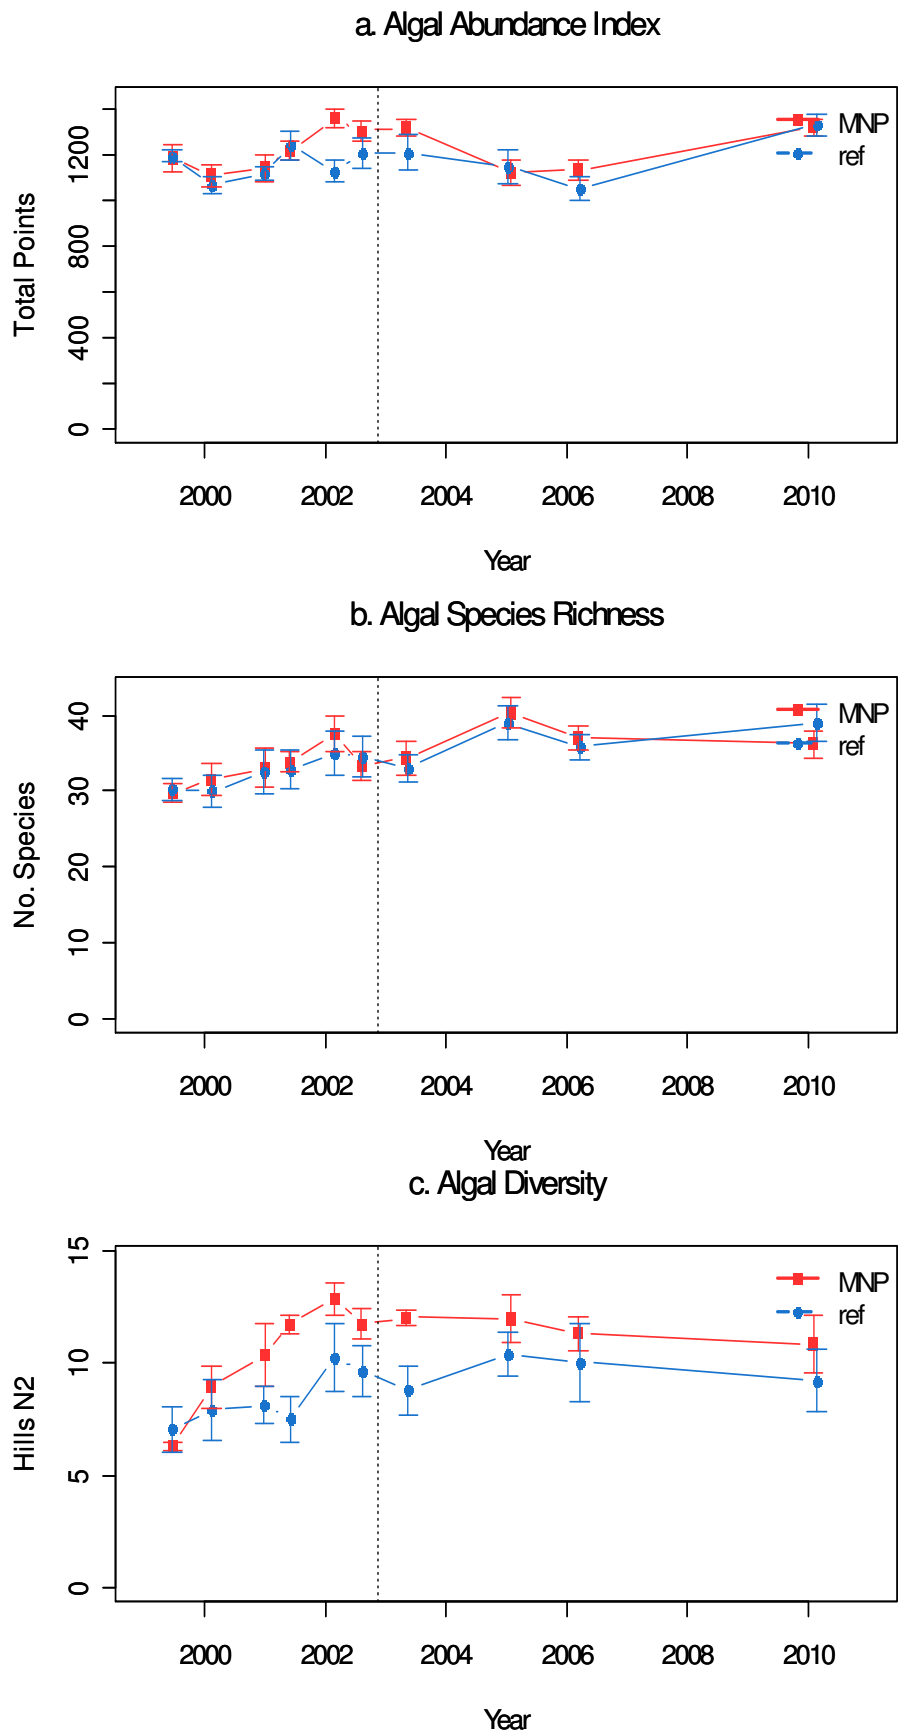 a. Algal Abundance Index
Total Points
1200
800
400
0
MNP
ref
2000 2002 2004 2006 2008 2010
Year
b. Algal Species Richness
No. Species
40
30
20
10
0
MNP
ref
2000 2002 2004 2006 2008 2010
Year
c. Algal Diversity
Hills N2
15
10
5
0
MNP
ref
2000 2002 2004 2006 2008 2010
Year